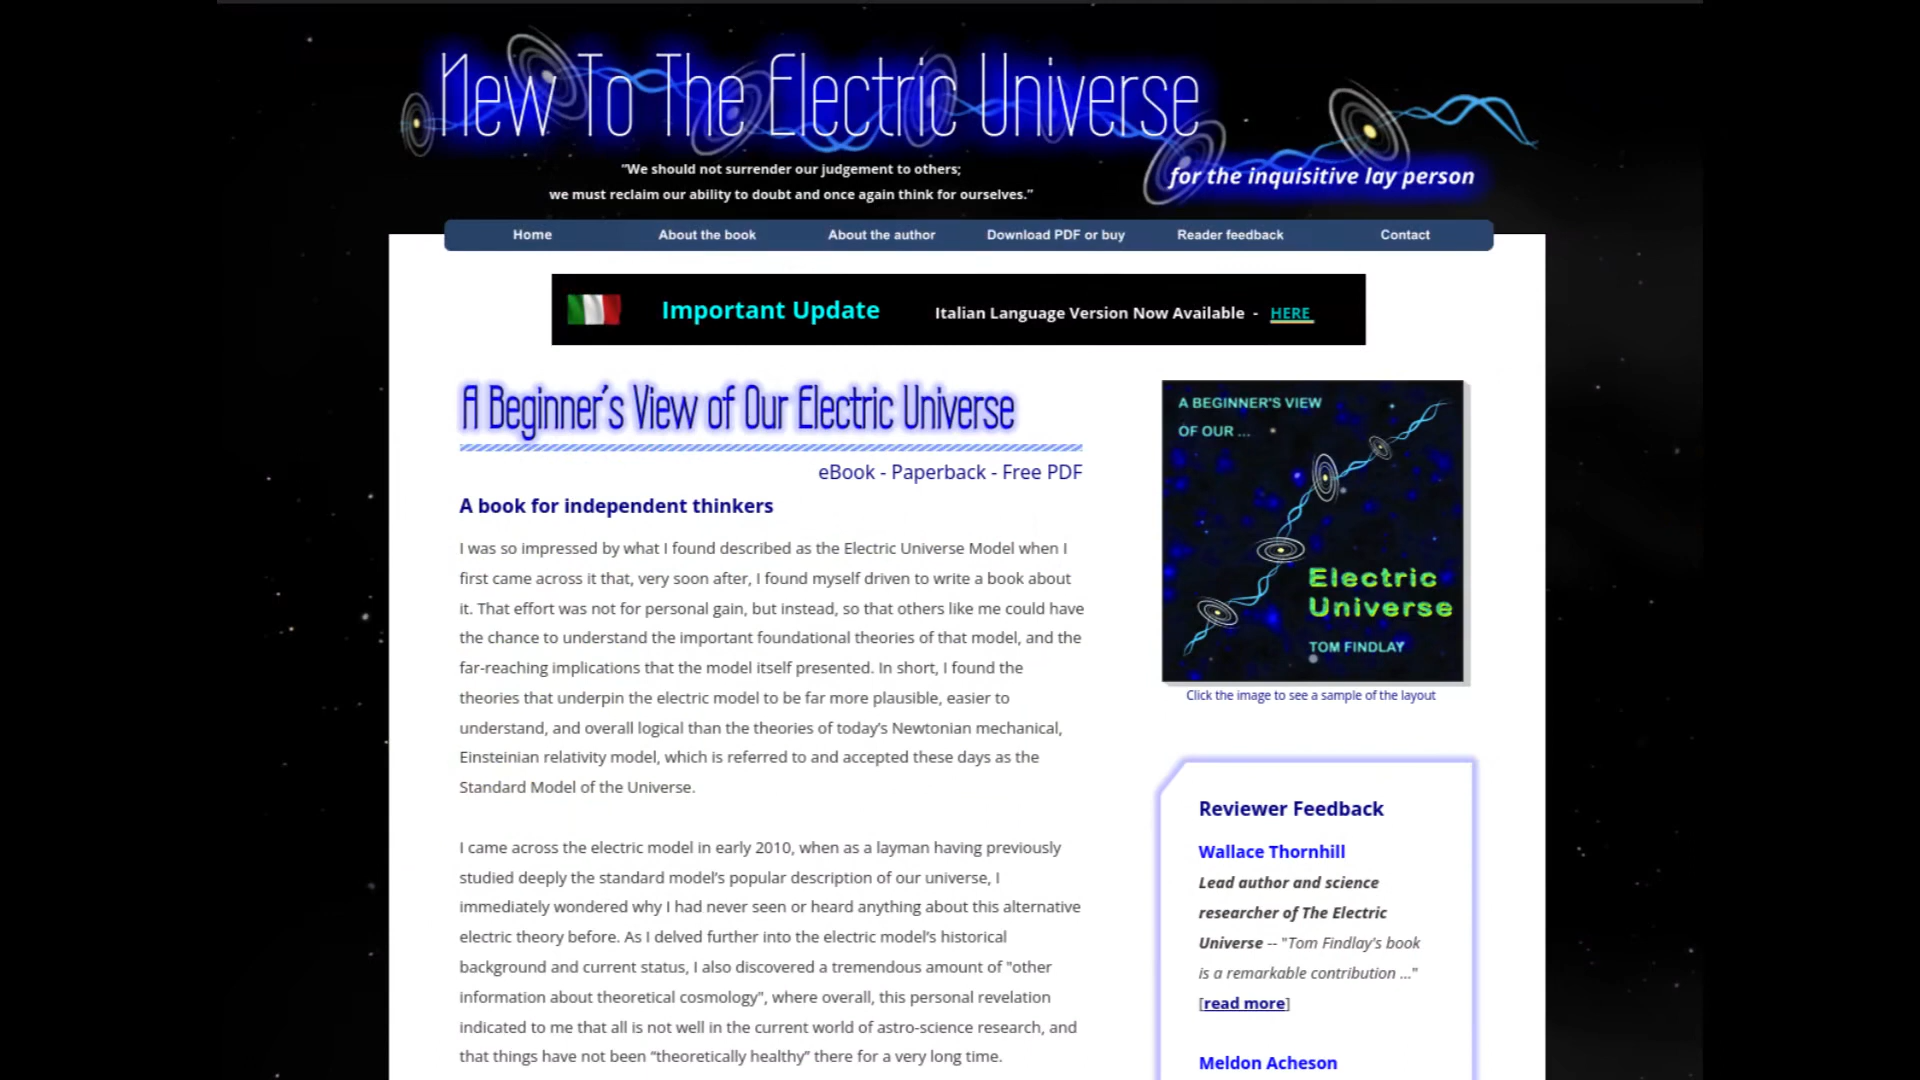 New To The Electric Universe
“We should not surrender our judgement to others;
we must reclaim our ability to doubt and once again think for ourselves.”
for the inquisitive lay person
Home
About the book
About the author
Download PDF or buy
Reader feedback
Contact
Important Update
Italian Language Version Now Available - HERE
A Beginner's View of Our Electric Universe
eBook - Paperback - Free PDF
A book for independent thinkers
I was so impressed by what I found described as the Electric Universe Model when I
first came across it that, very soon after, I found myself driven to write a book about
it. That effort was not for personal gain, but instead, so that others like me could have
the chance to understand the important foundational theories of that model, and the
far-reaching implications that the model itself presented. In short, I found the
theories that underpin the electric model to be far more plausible, easier to
understand, and overall logical than the theories of today’s Newtonian mechanical,
Einsteinian relativity model, which is referred to and accepted these days as the
Standard Model of the Universe.
I came across the electric model in early 2010, when as a layman having previously
studied deeply the standard model’s popular description of our universe, I
immediately wondered why I had never seen or heard anything about this alternative
electric theory before. As I delved further into the electric model’s historical
background and current status, I also discovered a tremendous amount of "other
information about theoretical cosmology", where overall, this personal revelation
indicated to me that all is not well in the current world of astro-science research, and
that things have not been “theoretically healthy” there for a very long time.
A BEGINNER'S VIEW
OF OUR ...
Electric
Universe
TOM FINDLAY
Click the image to see a sample of the layout
Reviewer Feedback
Wallace Thornhill
Lead author and science
researcher of The Electric
Universe -- "Tom Findlay's book
is a remarkable contribution ..."
[read more]
Meldon Acheson